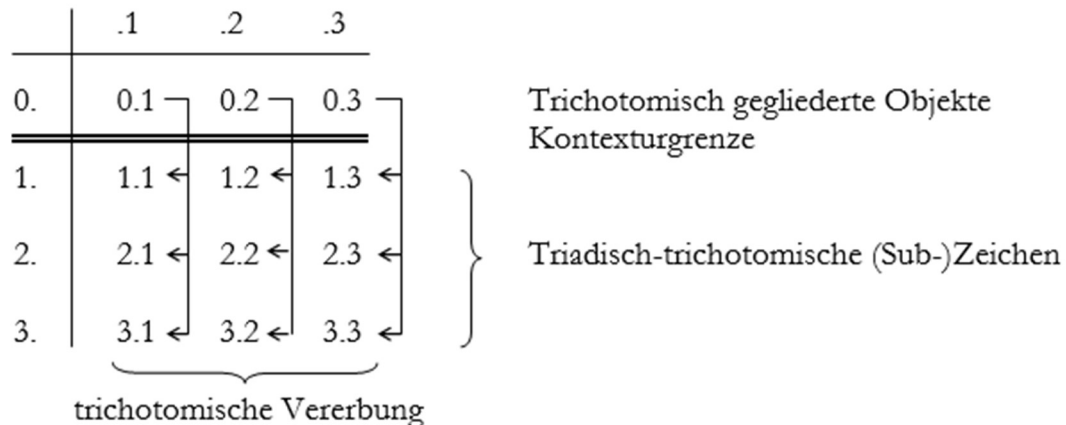 .1 .2 .3
0. 0.1 0.2 0.3 Trichotomisch gegliederte Objekte
Kontexturgrenze
1. 1.1 1.2 1.3
2. 2.1 2.2 2.3 Triadisch-trichotomische (Sub-)Zeichen
3. 3.1 3.2 3.3
trichotomische Vererbung